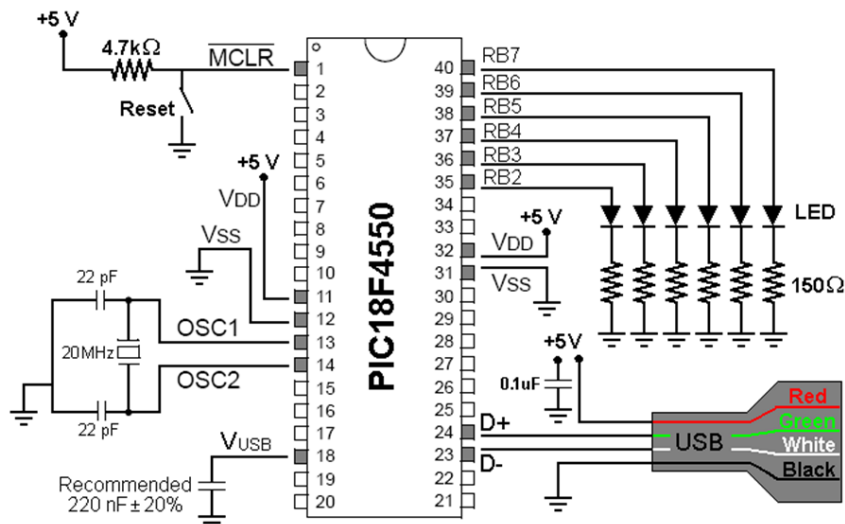 +5 V
4.7kΩ
MCLR
Reset
+5 V
VDD
VSS
22 pF
OSC1
20MHz
OSC2
22 pF
VUSB
Recommended
220 nF ± 20%
PIC18F4550
1
2
3
4
5
6
7
8
9
10
11
12
13
14
15
16
17
18
19
20
40
39
38
37
36
35
34
33
32
31
30
29
28
27
26
25
24
23
22
21
RB7
RB6
RB5
RB4
RB3
RB2
LED
150Ω
+5 V
VDD
VSS
+5V
0.1uF
D+
D-
USB
Red
Green
White
Black